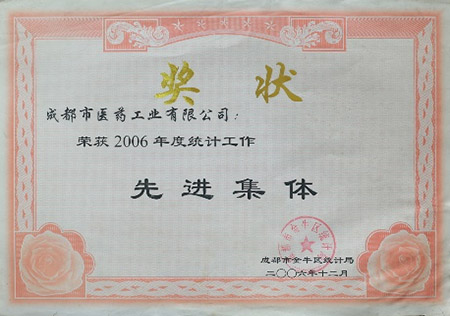 奖状
成都市医药工业有限公司：
荣获2006年度统计工作
先进集体
成都市金牛区统计局
二〇〇六年十二月